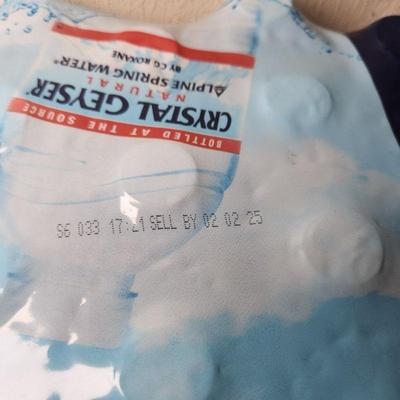 CRYSTAL GEYSER®
NATURAL
ALPINE SPRING WATER®
BY CG ROXANE
BOTTLED AT THE SOURCE
S6 033 17:21 SELL BY 02 02 25